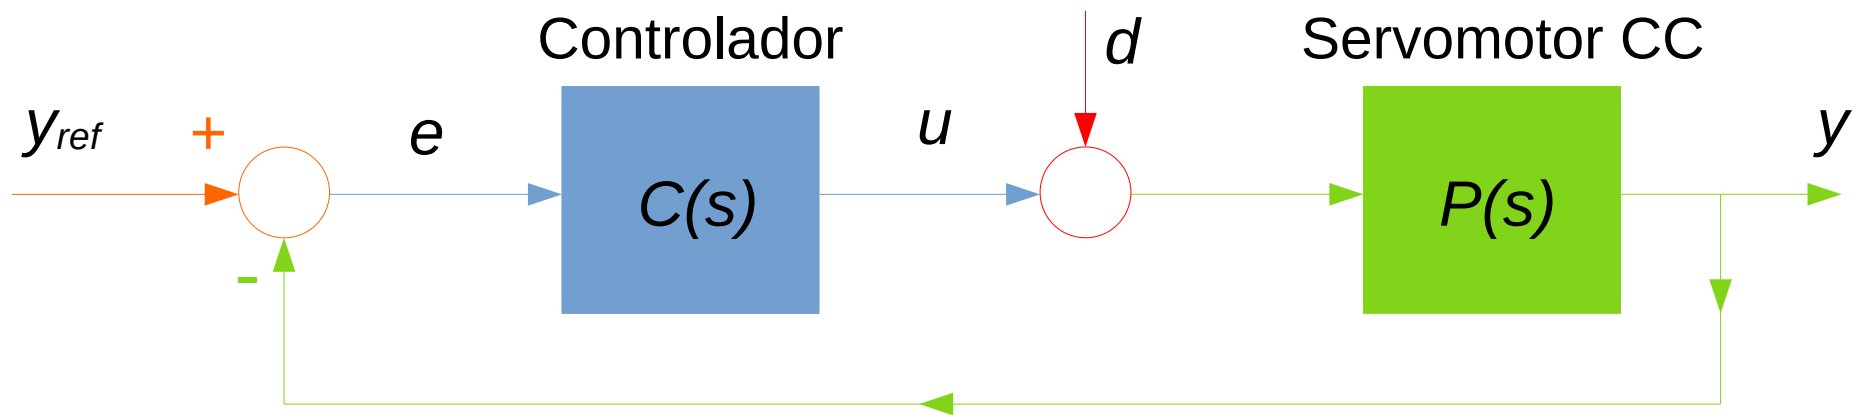 Controlador
d
Servomotor CC
yref
+
e
u
y
C(s)
P(s)
-